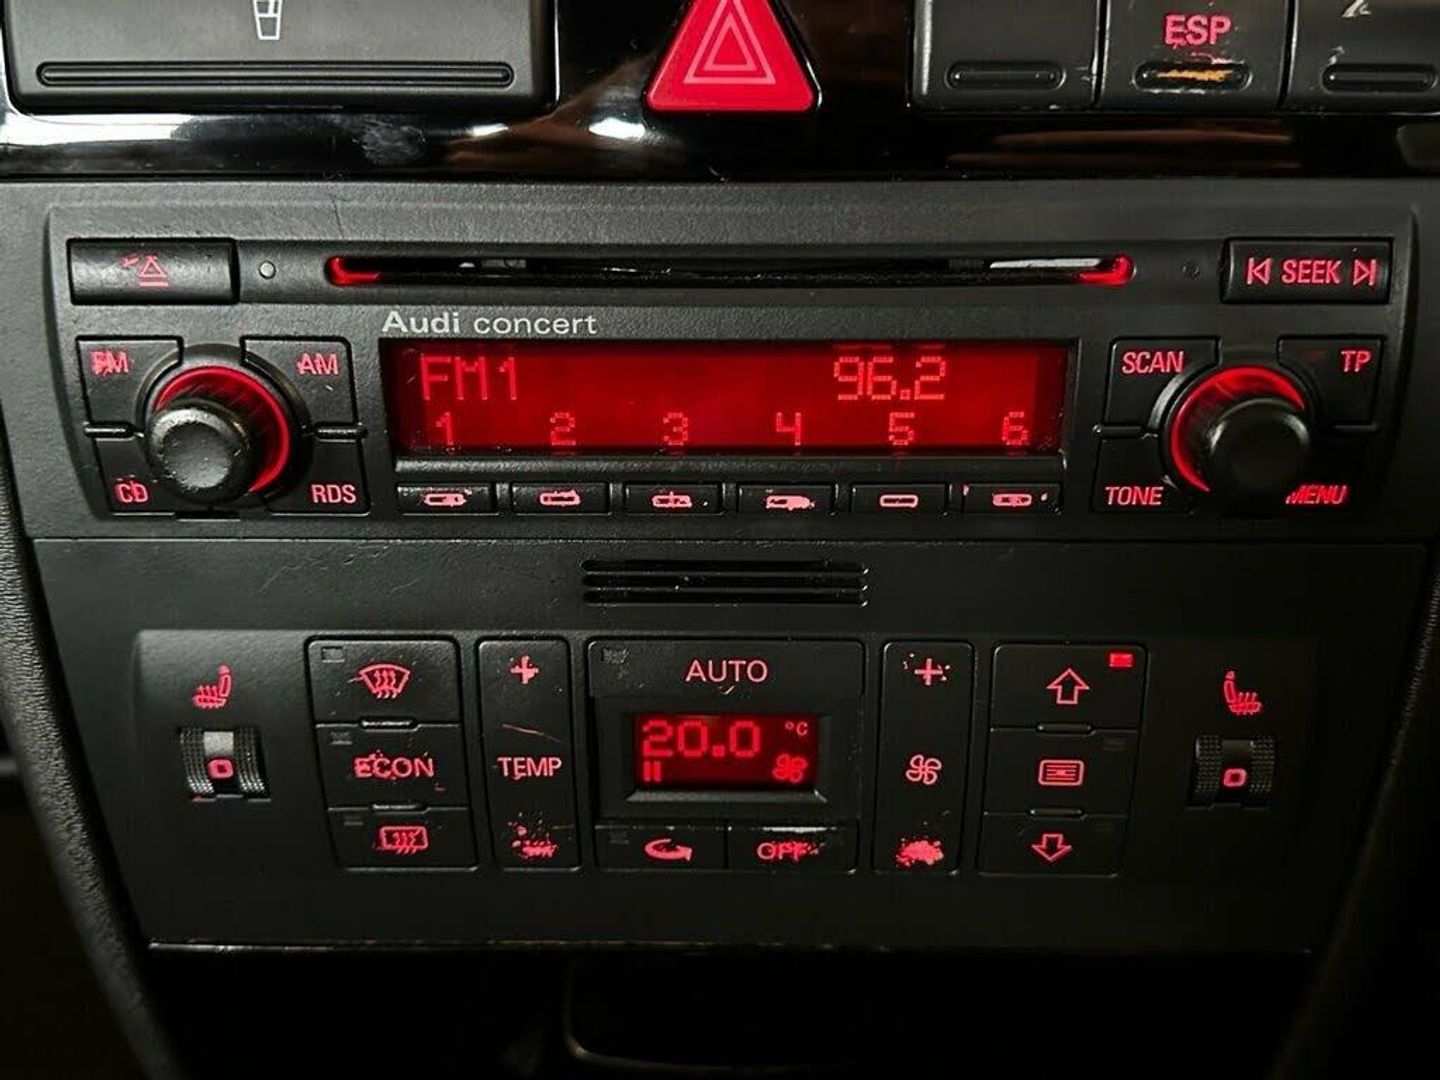 ESP
SEEK
Audi concert
FM AM FM1 96.2 SCAN TP
1 2 3 4 5 6
CD RDS TONE MENU
AUTO
20.0 °C
ECON TEMP
OFF